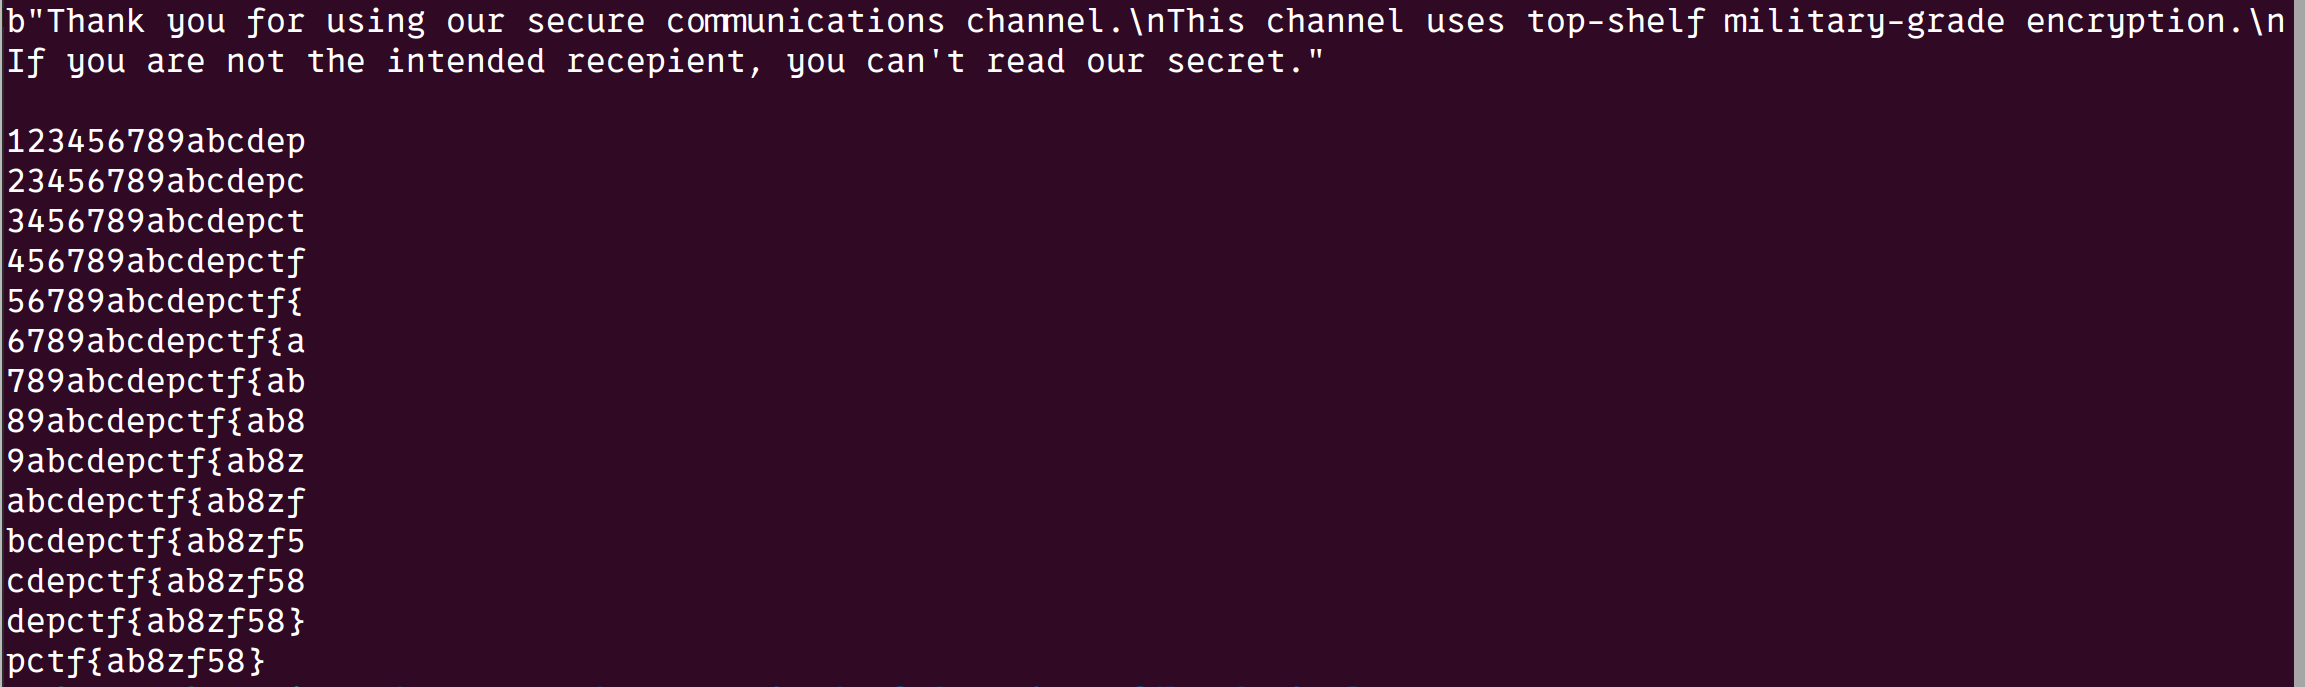 b"Thank you for using our secure communications channel.\nThis channel uses top-shelf military-grade encryption.\n
If you are not the intended recepient, you can't read our secret."
123456789abcdep
23456789abcdepc
3456789abcdepct
456789abcdepctf
56789abcdepctf{
6789abcdepctf{a
789abcdepctf{ab
89abcdepctf{ab8
9abcdepctf{ab8z
abcdepctf{ab8zf
bcdepctf{ab8zf5
cdepctf{ab8zf58
depctf{ab8zf58}
pctf{ab8zf58}